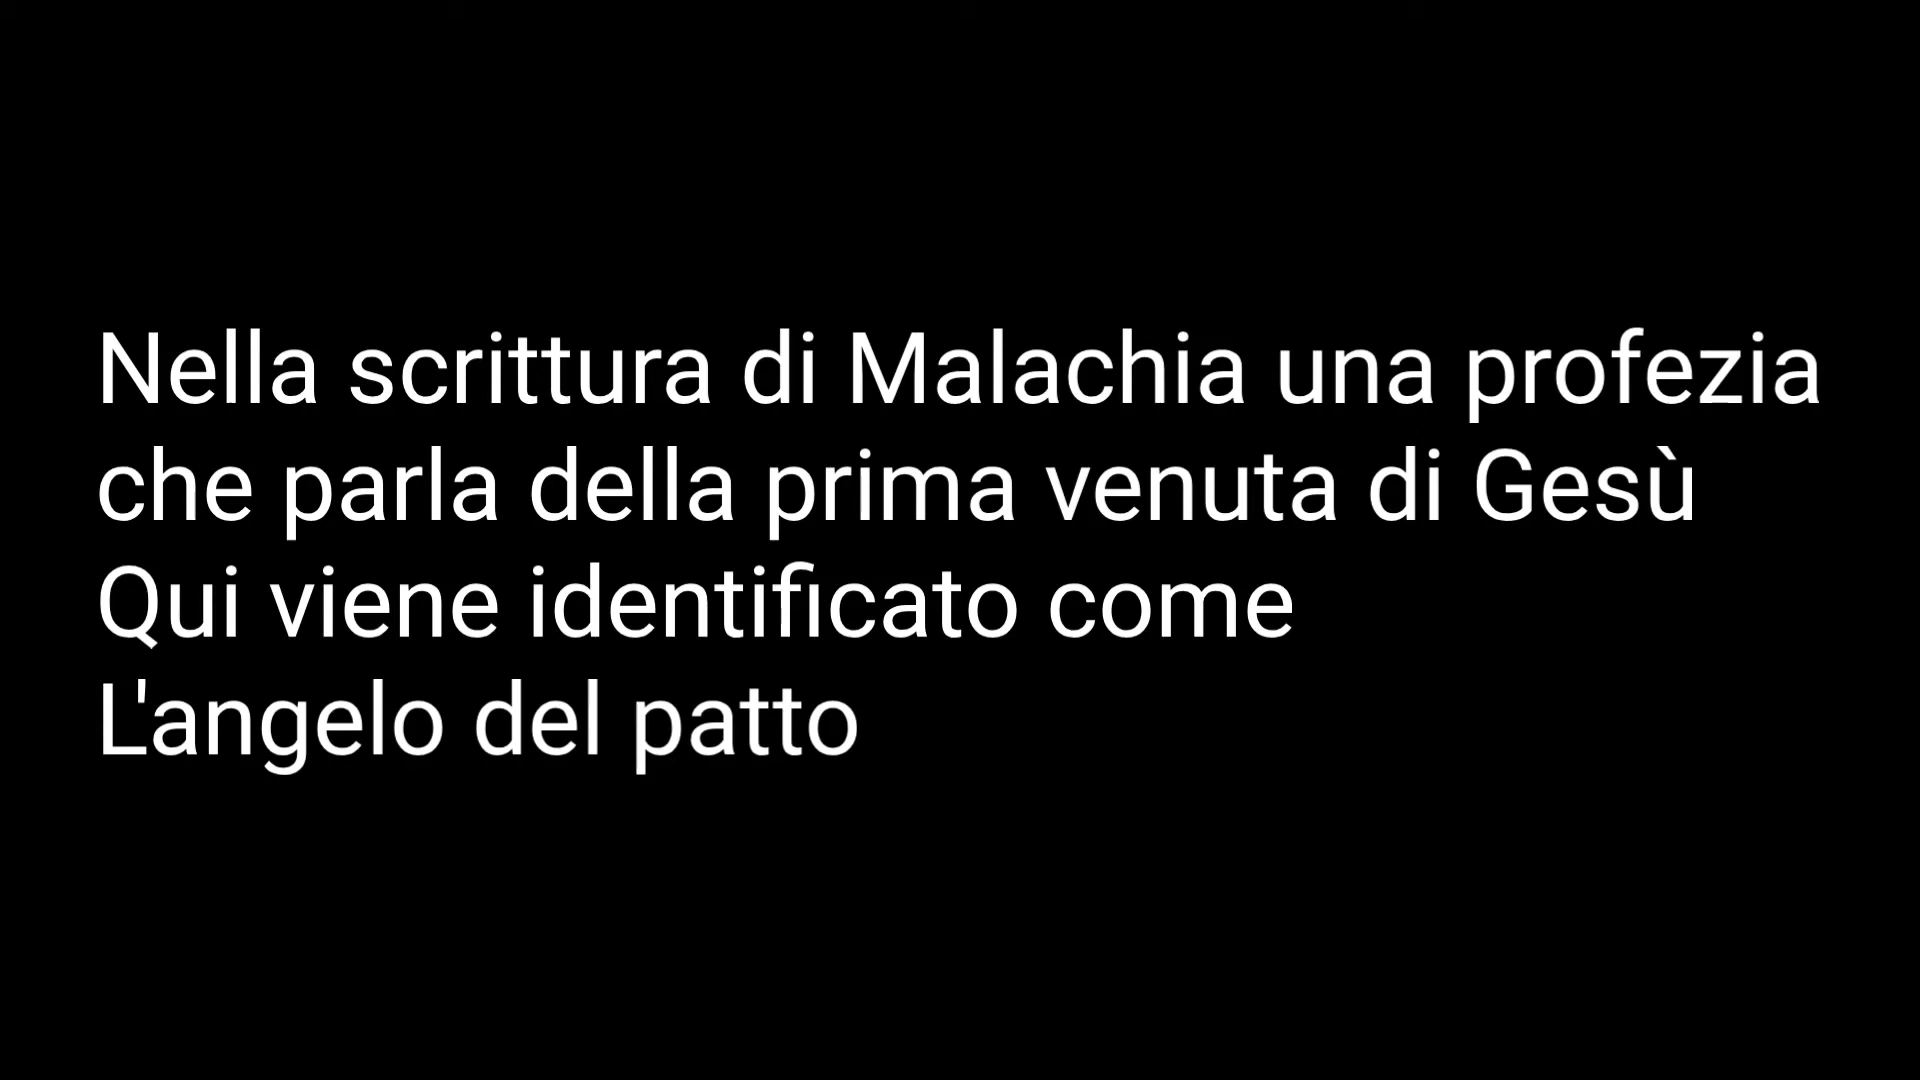 Nella scrittura di Malachia una profezia
che parla della prima venuta di Gesù
Qui viene identificato come
L'angelo del patto